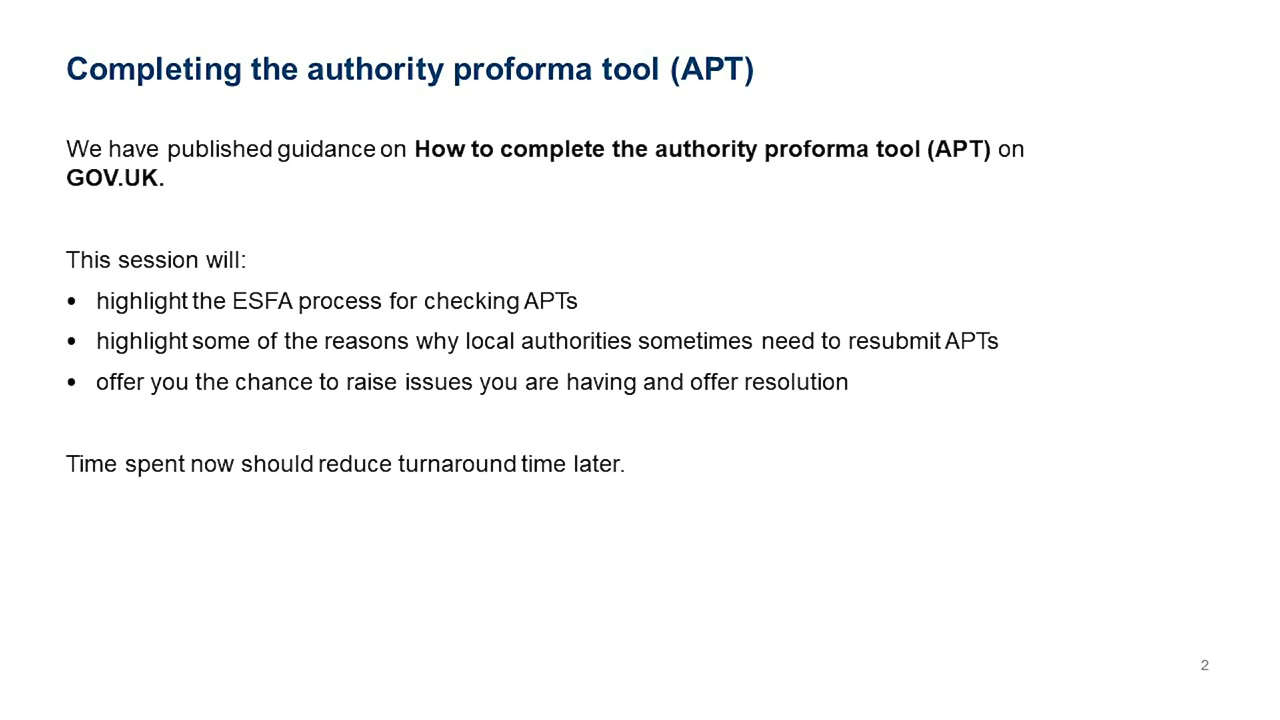 Completing the authority proforma tool (APT)
We have published guidance on How to complete the authority proforma tool (APT) on
GOV.UK.
This session will:
• highlight the ESFA process for checking APTs
• highlight some of the reasons why local authorities sometimes need to resubmit APTs
• offer you the chance to raise issues you are having and offer resolution
Time spent now should reduce turnaround time later.
2